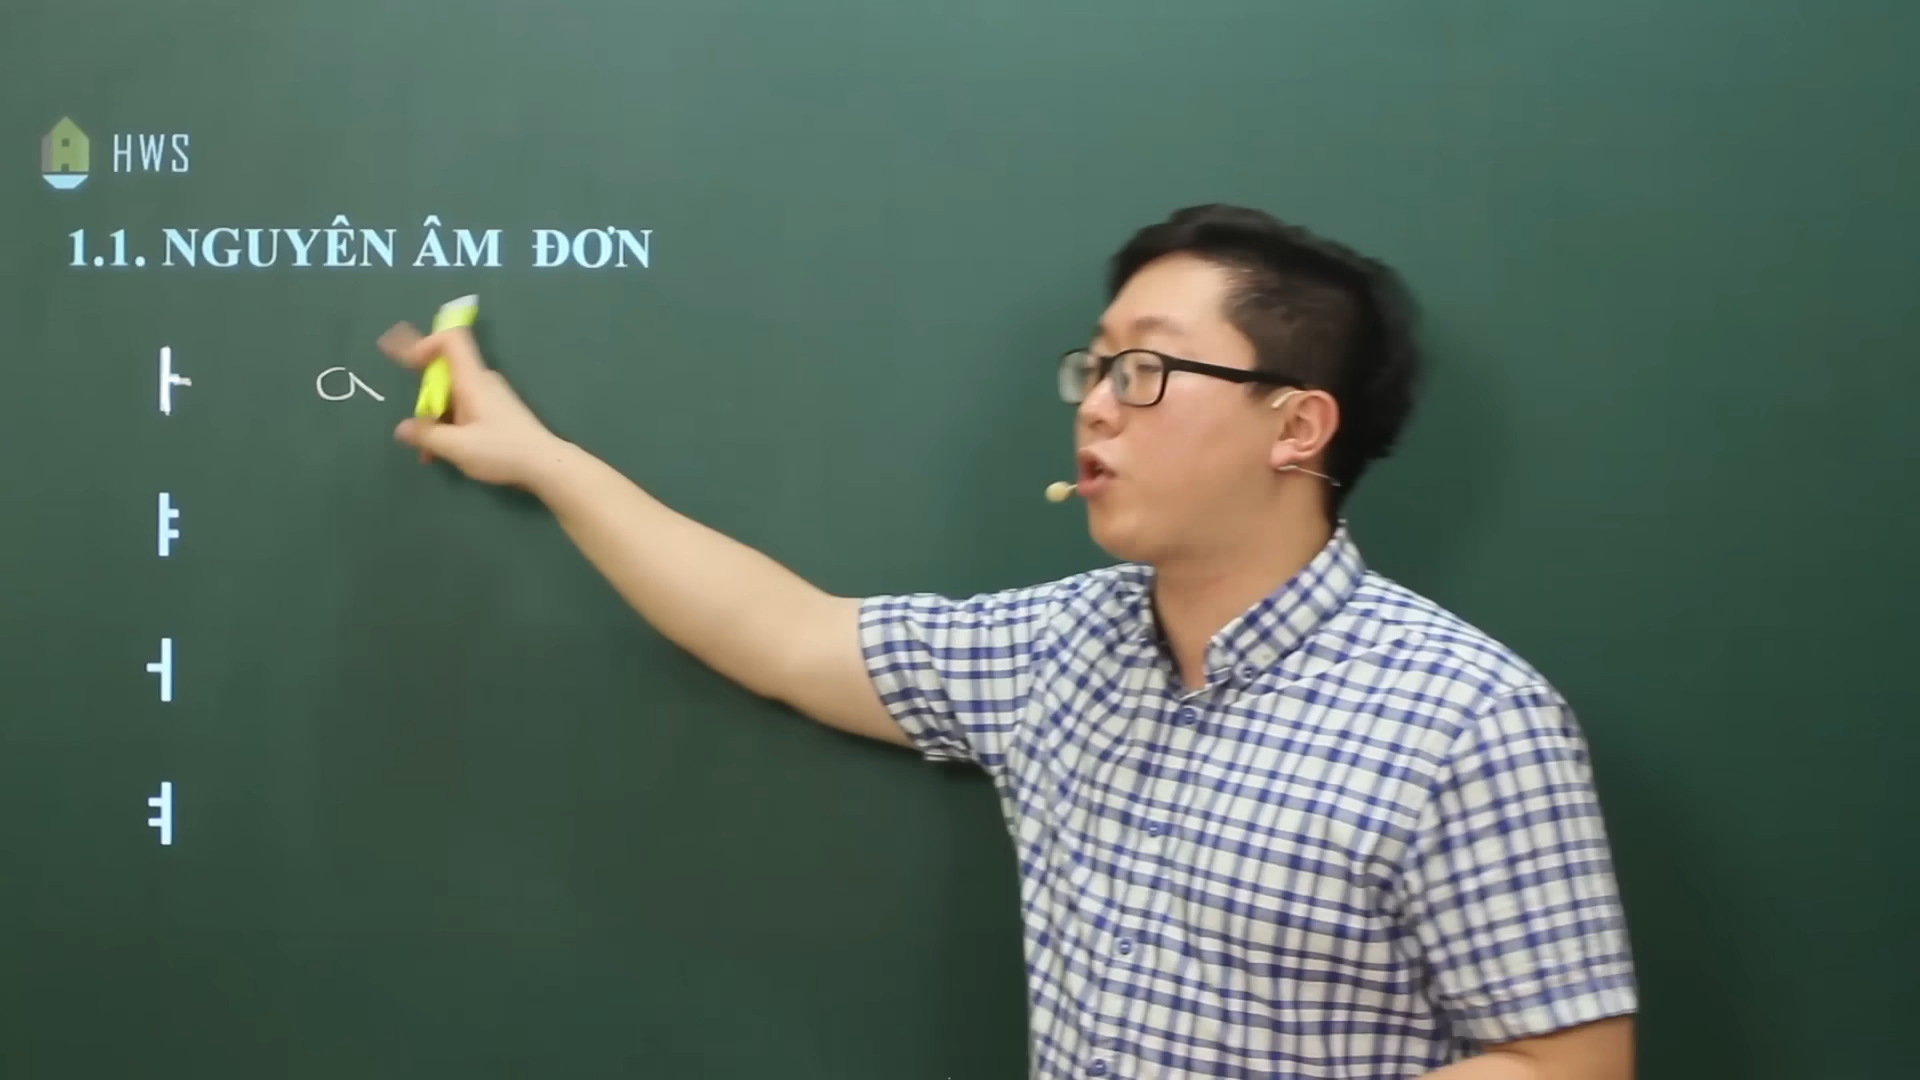 HWS
1.1. NGUYÊN ÂM ĐƠN
ㅏ a
ㅑ
ㅓ
ㅕ